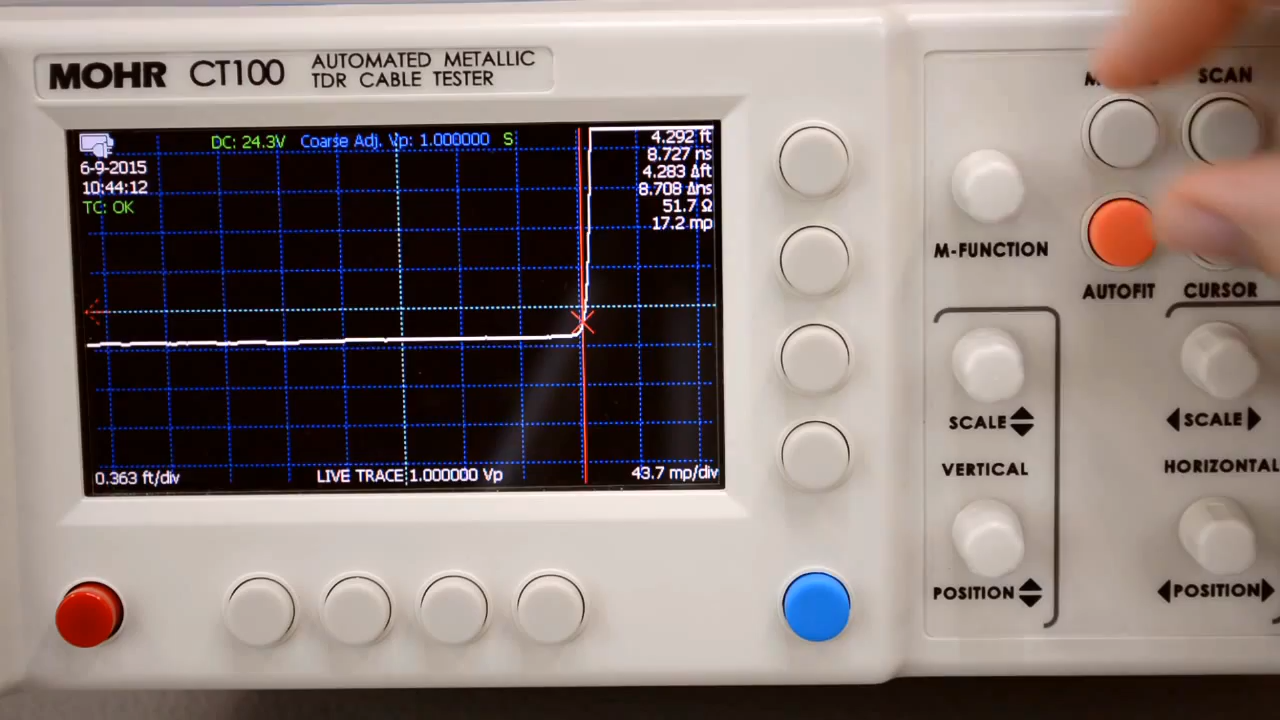 MOHR CT100 AUTOMATED METALLIC
TDR CABLE TESTER
SCAN
DC: 24.3V Coarse Adj. Vp: 1.000000 S
4.292 ft
8.727 ns
4.283 Δft
8.708 Δns
51.7 Ω
17.2 mp
6-9-2015
10:44:12
TC: OK
M-FUNCTION
AUTOFIT
CURSOR
SCALE
SCALE
VERTICAL
HORIZONTAL
0.363 ft/div
LIVE TRACE 1.000000 Vp
43.7 mp/div
POSITION
POSITION